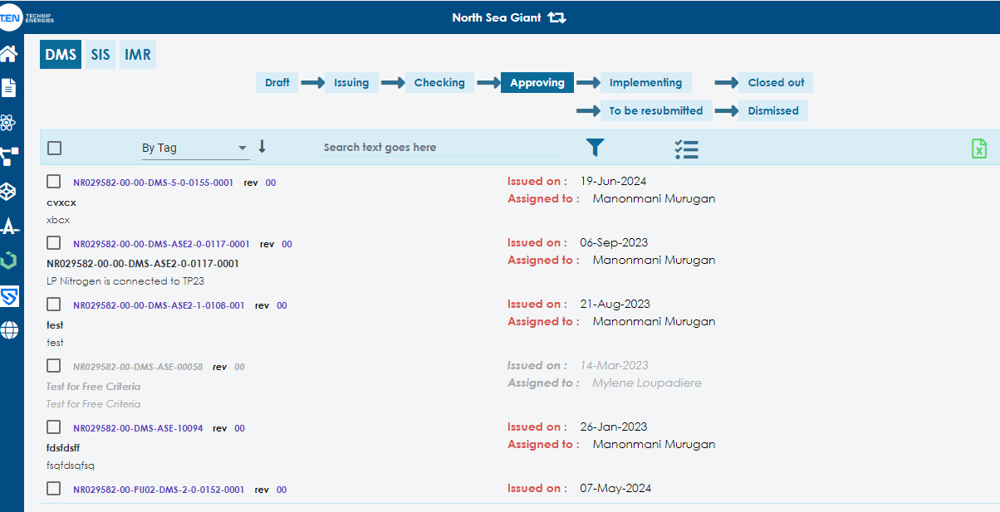 T.EN TECHNIP ENERGIES
North Sea Giant
DMS SIS IMR
Draft Issuing Checking Approving Implementing Closed out
To be resubmitted Dismissed
By Tag Search text goes here
NR029582-00-00-DMS-5-0-0155-0001 rev 00 Issued on : 19-Jun-2024
Assigned to : Manonmani Murugan
cvxcx
xbcx
NR029582-00-00-DMS-ASE2-0-0117-0001 rev 00 Issued on : 06-Sep-2023
Assigned to : Manonmani Murugan
NR029582-00-00-DMS-ASE2-0-0117-0001
LP Nitrogen is connected to TP23
NR029582-00-00-DMS-ASE2-1-0108-001 rev 00 Issued on : 21-Aug-2023
Assigned to : Manonmani Murugan
test
test
NR029582-00-DMS-ASE-00058 rev 00 Issued on : 14-Mar-2023
Assigned to : Mylene Loupadiere
Test for Free Criteria
Test for Free Criteria
NR029582-00-DMS-ASE-10094 rev 00 Issued on : 26-Jan-2023
Assigned to : Manonmani Murugan
fdsfdsff
fsqfdsqfsq
NR029582-00-PU02-DMS-2-0-0152-0001 rev 00 Issued on : 07-May-2024